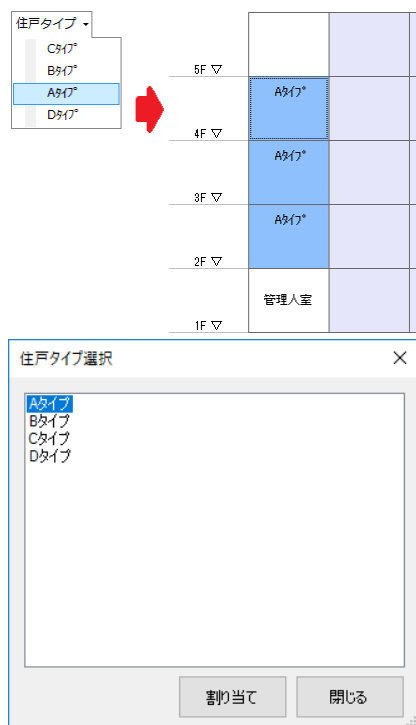 住戸タイプ
Cﾀｲﾌﾟ
Bﾀｲﾌﾟ
Aﾀｲﾌﾟ
Dﾀｲﾌﾟ
5F ▽
Aﾀｲﾌﾟ
4F ▽
Aﾀｲﾌﾟ
3F ▽
Aﾀｲﾌﾟ
2F ▽
管理人室
1F ▽
住戸タイプ選択
Aタイプ
Bタイプ
Cタイプ
Dタイプ
割り当て 閉じる